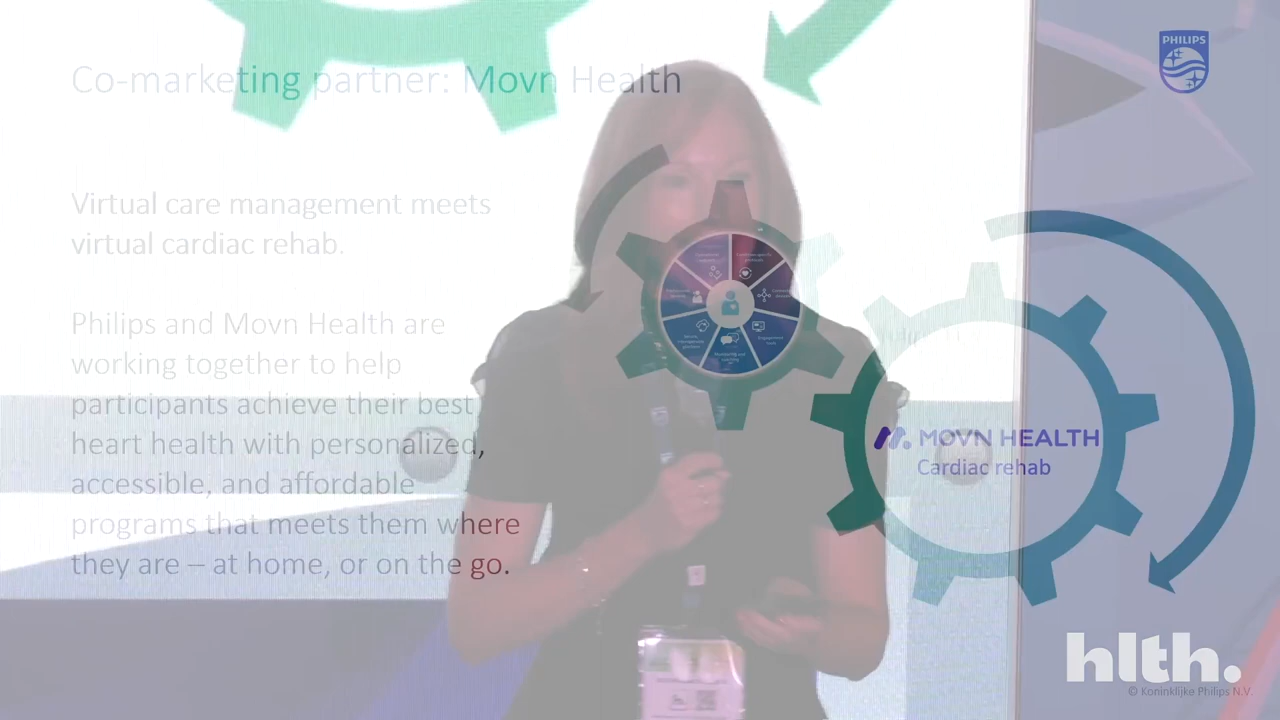 PHILIPS
Co-marketing partner: Movn Health
Virtual care management meets
virtual cardiac rehab.
Philips and Movn Health are
working together to help
participants achieve their best
heart health with personalized,
accessible, and affordable
programs that meets them where
they are – at home, or on the go.
MOVN HEALTH
Cardiac rehab
hlth.
© Koninklijke Philips N.V.